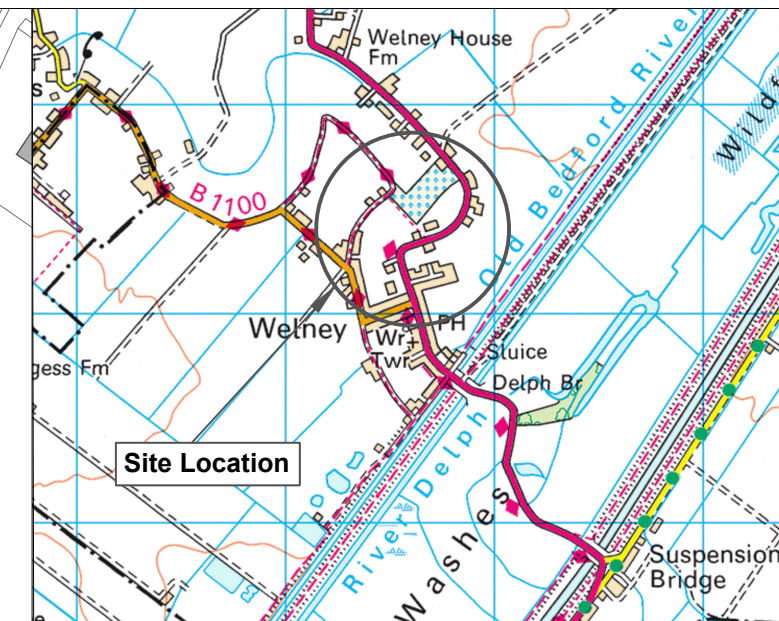 Welney House
Fm
Wildf
S
B 1100
Old Bedford River
Welney
PH
Wr
Twr
Sluice
gess Fm
Delph Br
Site Location
River Delph
Washes
Suspension
Bridge
e